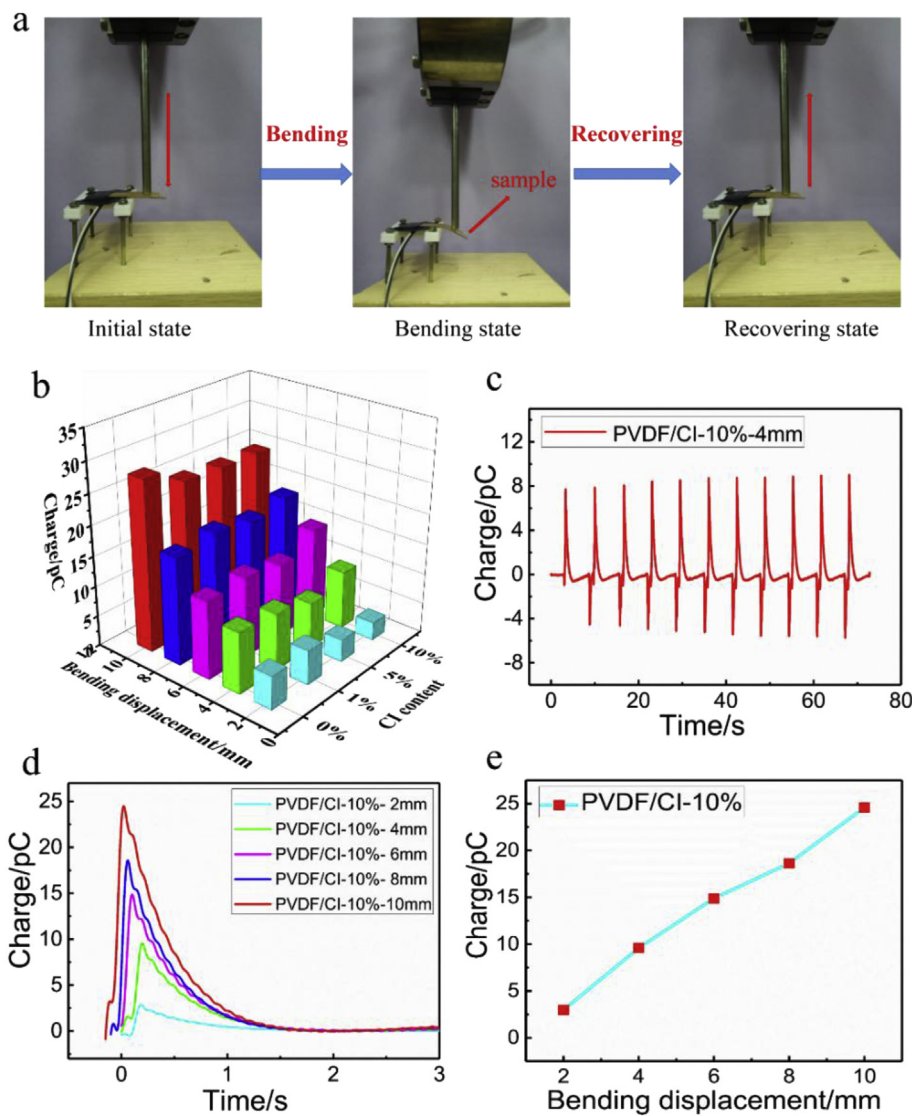 a
Bending
Recovering
sample
Initial state
Bending state
Recovering state
b
35
30
25
20
15
10
5
Charge/pC
12
10
8
6
4
2
0
Bending displacement/mm
0%
1%
5%
10%
CI content
c
PVDF/CI-10%-4mm
12
8
4
0
-4
-8
Charge/pC
0
20
40
60
80
Time/s
d
PVDF/CI-10%- 2mm
PVDF/CI-10%- 4mm
PVDF/CI-10%- 6mm
PVDF/CI-10%- 8mm
PVDF/CI-10%-10mm
25
20
15
10
5
0
Charge/pC
0
1
2
3
Time/s
e
PVDF/CI-10%
25
20
15
10
5
0
Charge/pC
2
4
6
8
10
Bending displacement/mm